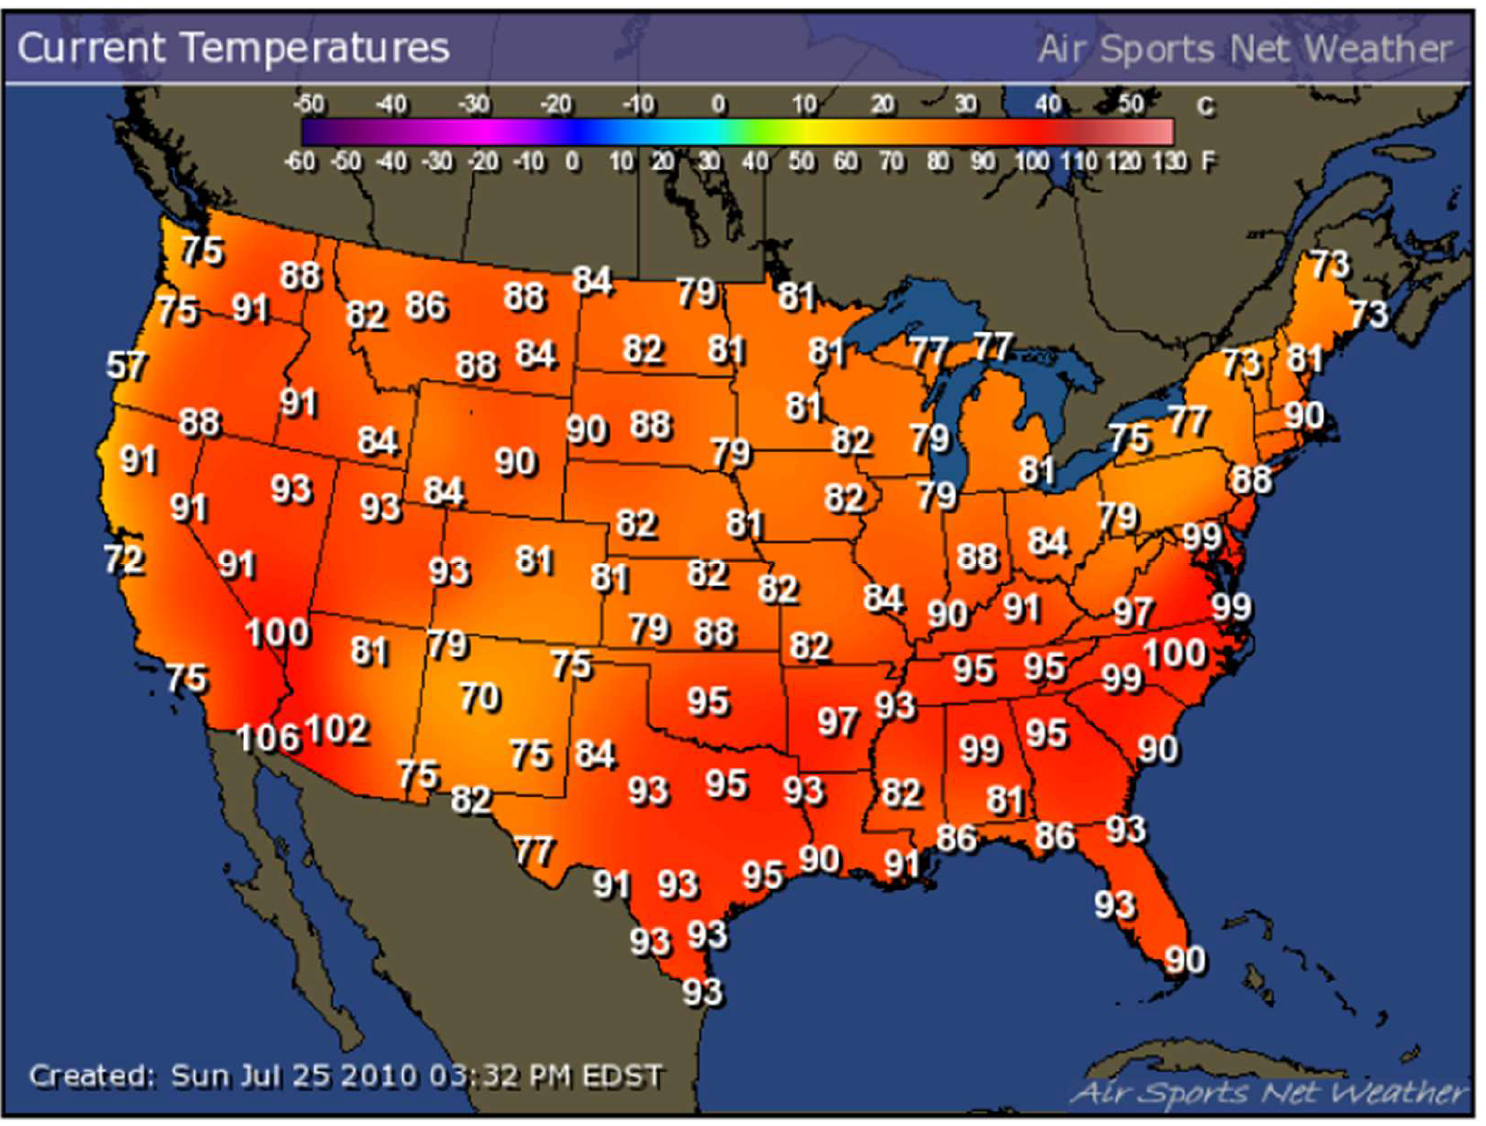 Current Temperatures
Air Sports Net Weather
-50 -40 -30 -20 -10 0 10 20 30 40 50 C
-60 -50 -40 -30 -20 -10 0 10 20 30 40 50 60 70 80 90 100 110 120 130 F
75 88 84 79 81 73
75 91 82 86 88 73
57 88 84 82 81 81 77 77 73 81
88 91 90 88 81 77 90
91 84 90 79 82 79 75
91 93 93 84 82 79 81 88
82 81 79 99
72 91 93 81 81 82 82 88 84
84 90 91 97 99
100 81 79 79 88 82
75 75 95 95 99 100
70 95 97 93
106 102 75 84 99 95 90
75 82 93 95 93 82 81
77 90 91 86 86 93
91 93 95
93 93 93
93 90
Created: Sun Jul 25 2010 03:32 PM EDST
Air Sports Net Weather